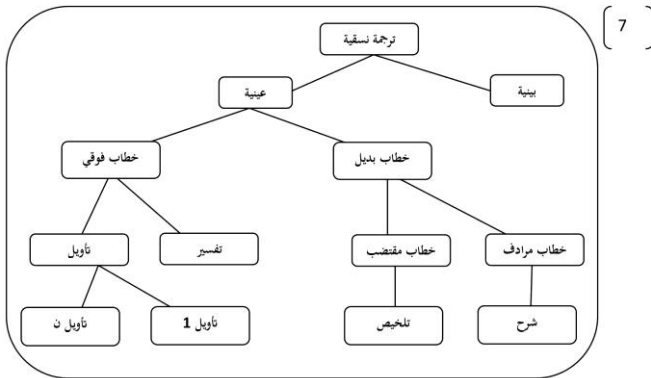 7
ترجمة نسقية
بينية
عينية
خطاب بديل
خطاب فوقي
خطاب مرادف
خطاب مقتضب
تفسير
تأويل
شرح
تلخيص
تأويل 1
تأويل ن